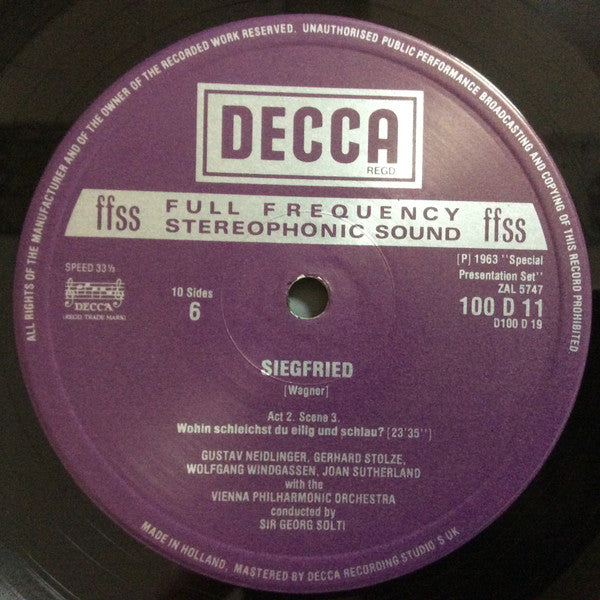 ALL RIGHTS OF THE MANUFACTURER AND OF THE OWNER OF THE RECORDED WORK RESERVED. UNAUTHORISED PUBLIC PERFORMANCE BROADCASTING AND COPYING OF THIS RECORD PROHIBITED
DECCA
REGD
ffss FULL FREQUENCY ffss
STEREOPHONIC SOUND
SPEED 33⅓
DECCA
(REGD TRADE MARK)
10 Sides
6
[P] 1963 ''Special
Presentation Set''
ZAL 5747
100 D 11
D100 D 19
SIEGFRIED
[Wagner]
Act 2. Scene 3.
Wohin schleichst du eilig und schlau? [23'35'']
GUSTAV NEIDLINGER, GERHARD STOLZE,
WOLFGANG WINDGASSEN, JOAN SUTHERLAND
with the
VIENNA PHILHARMONIC ORCHESTRA
conducted by
SIR GEORG SOLTI
MADE IN HOLLAND, MASTERED BY DECCA RECORDING STUDIO S UK